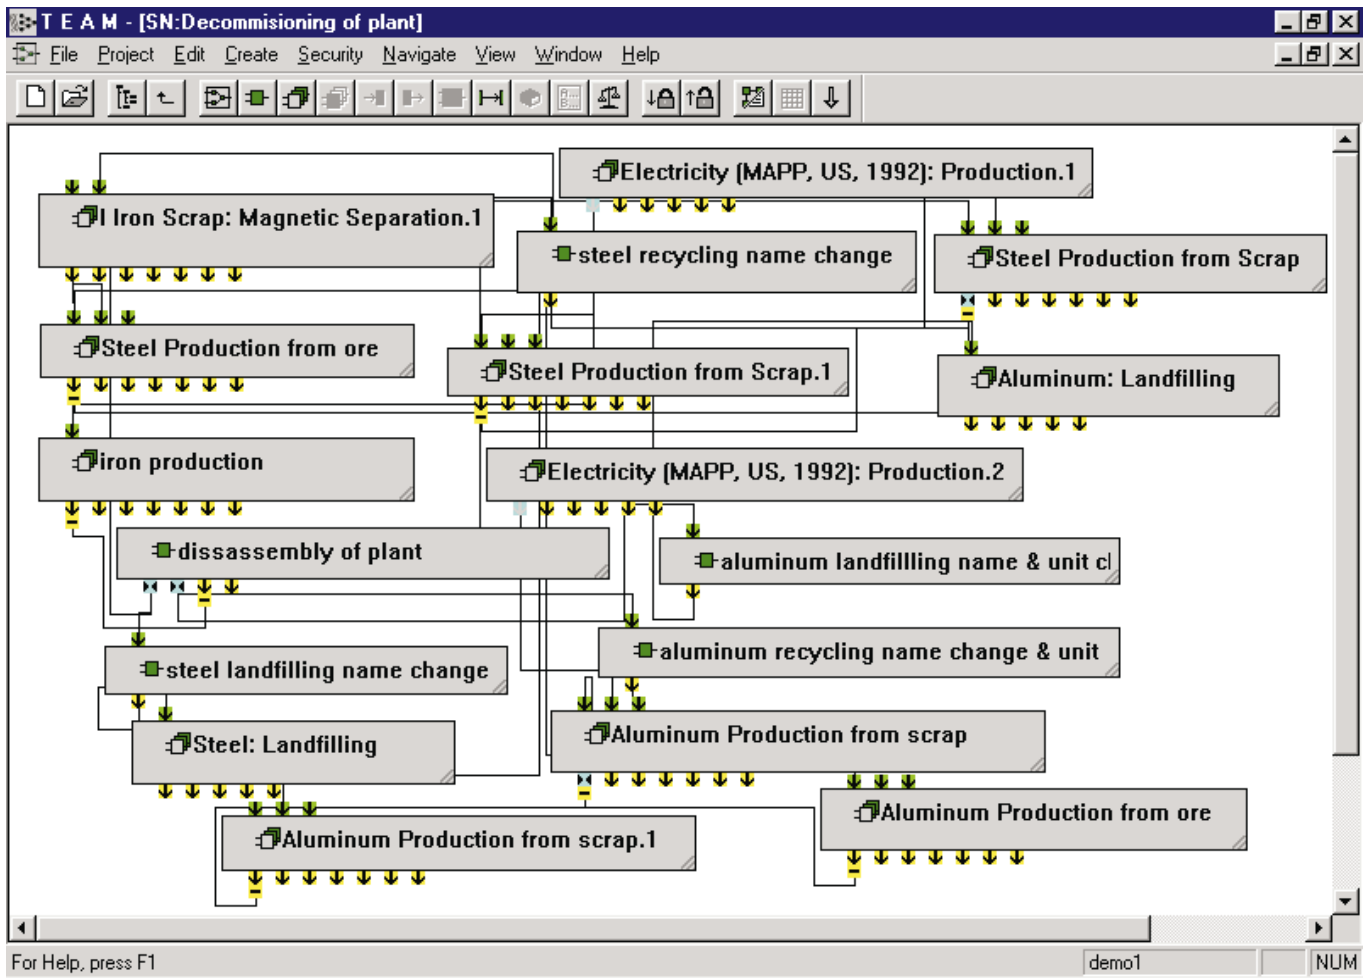 T E A M - [SN:Decommisioning of plant]
File Project Edit Create Security Navigate View Window Help
Electricity (MAPP, US, 1992): Production.1
l Iron Scrap: Magnetic Separation.1
steel recycling name change
Steel Production from Scrap
Steel Production from ore
Steel Production from Scrap.1
Aluminum: Landfilling
iron production
Electricity (MAPP, US, 1992): Production.2
dissassembly of plant
aluminum landfillling name & unit cl
aluminum recycling name change & unit
steel landfilling name change
Steel: Landfilling
Aluminum Production from scrap
Aluminum Production from ore
Aluminum Production from scrap.1
For Help, press F1
demo1
NUM